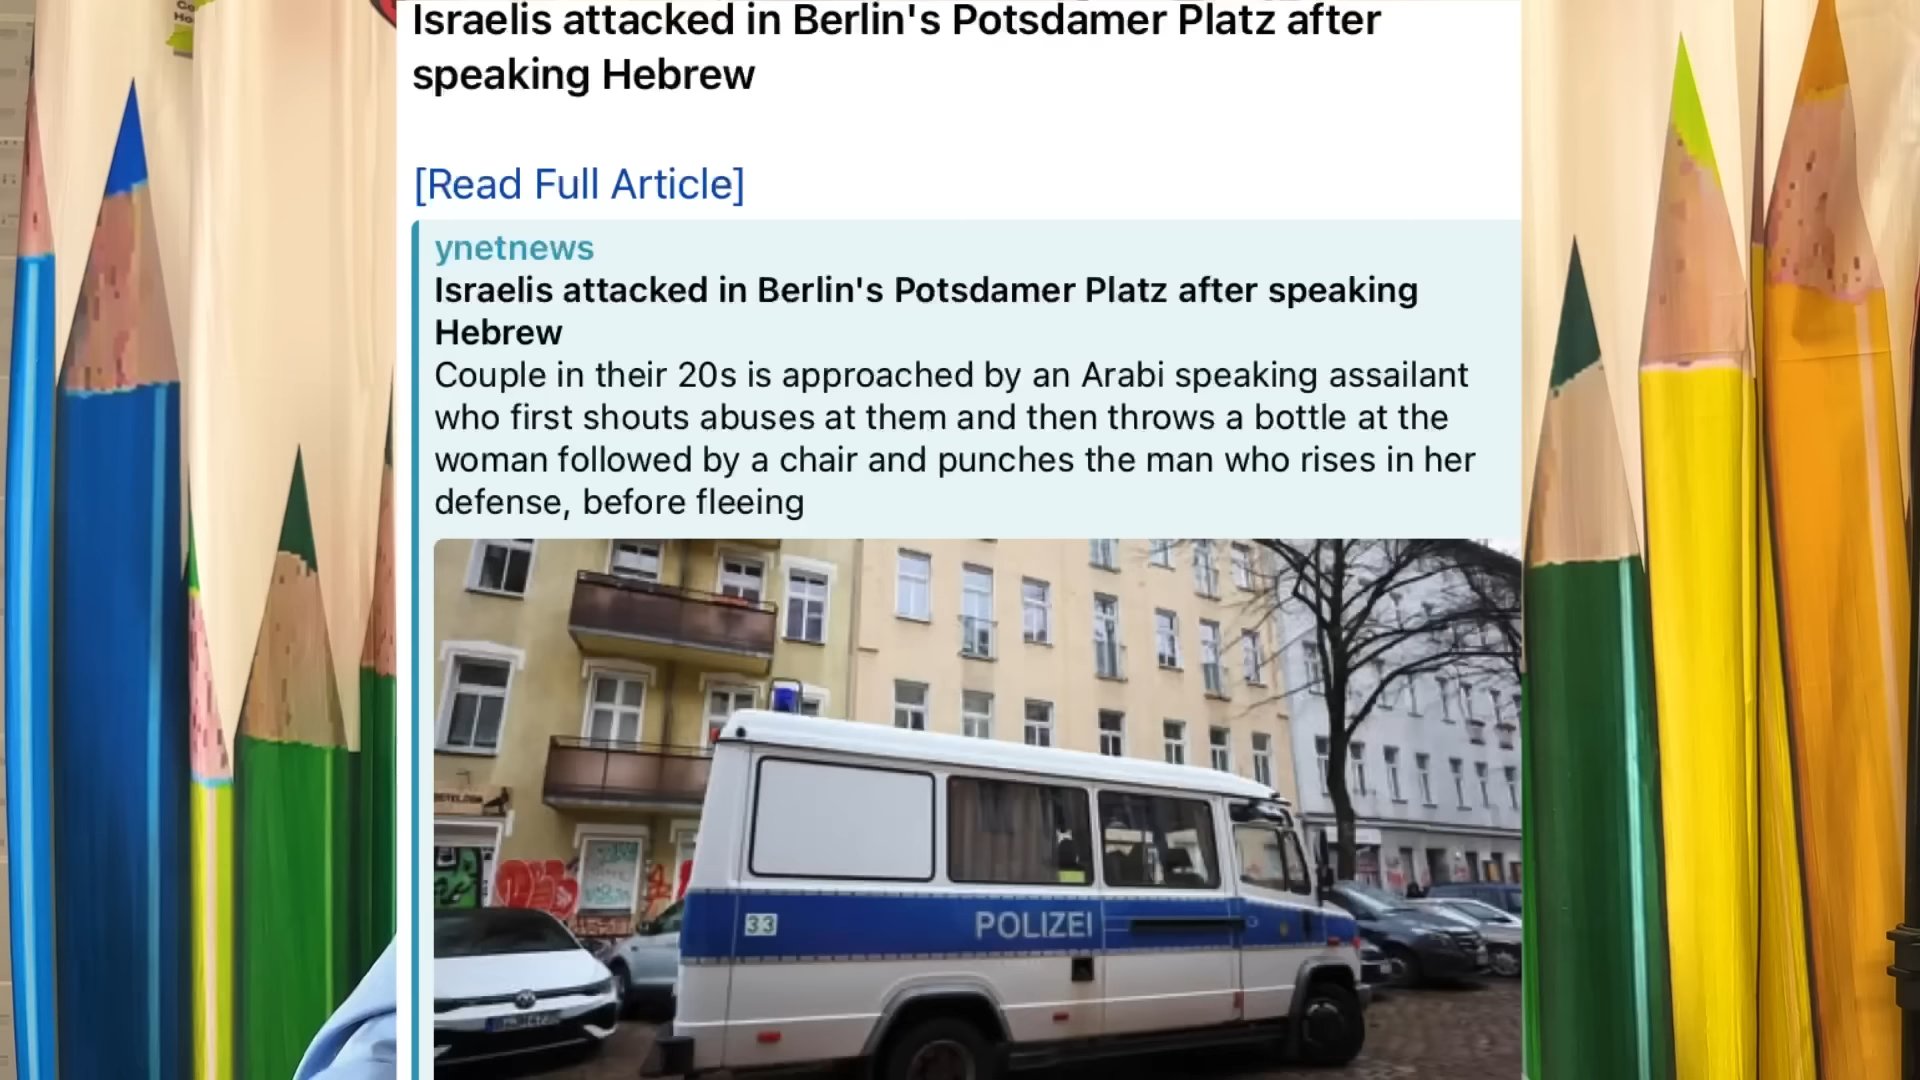 Co
Ho
Israelis attacked in Berlin's Potsdamer Platz after
speaking Hebrew
[Read Full Article]
ynetnews
Israelis attacked in Berlin's Potsdamer Platz after speaking
Hebrew
Couple in their 20s is approached by an Arabi speaking assailant
who first shouts abuses at them and then throws a bottle at the
woman followed by a chair and punches the man who rises in her
defense, before fleeing
33
POLIZEI